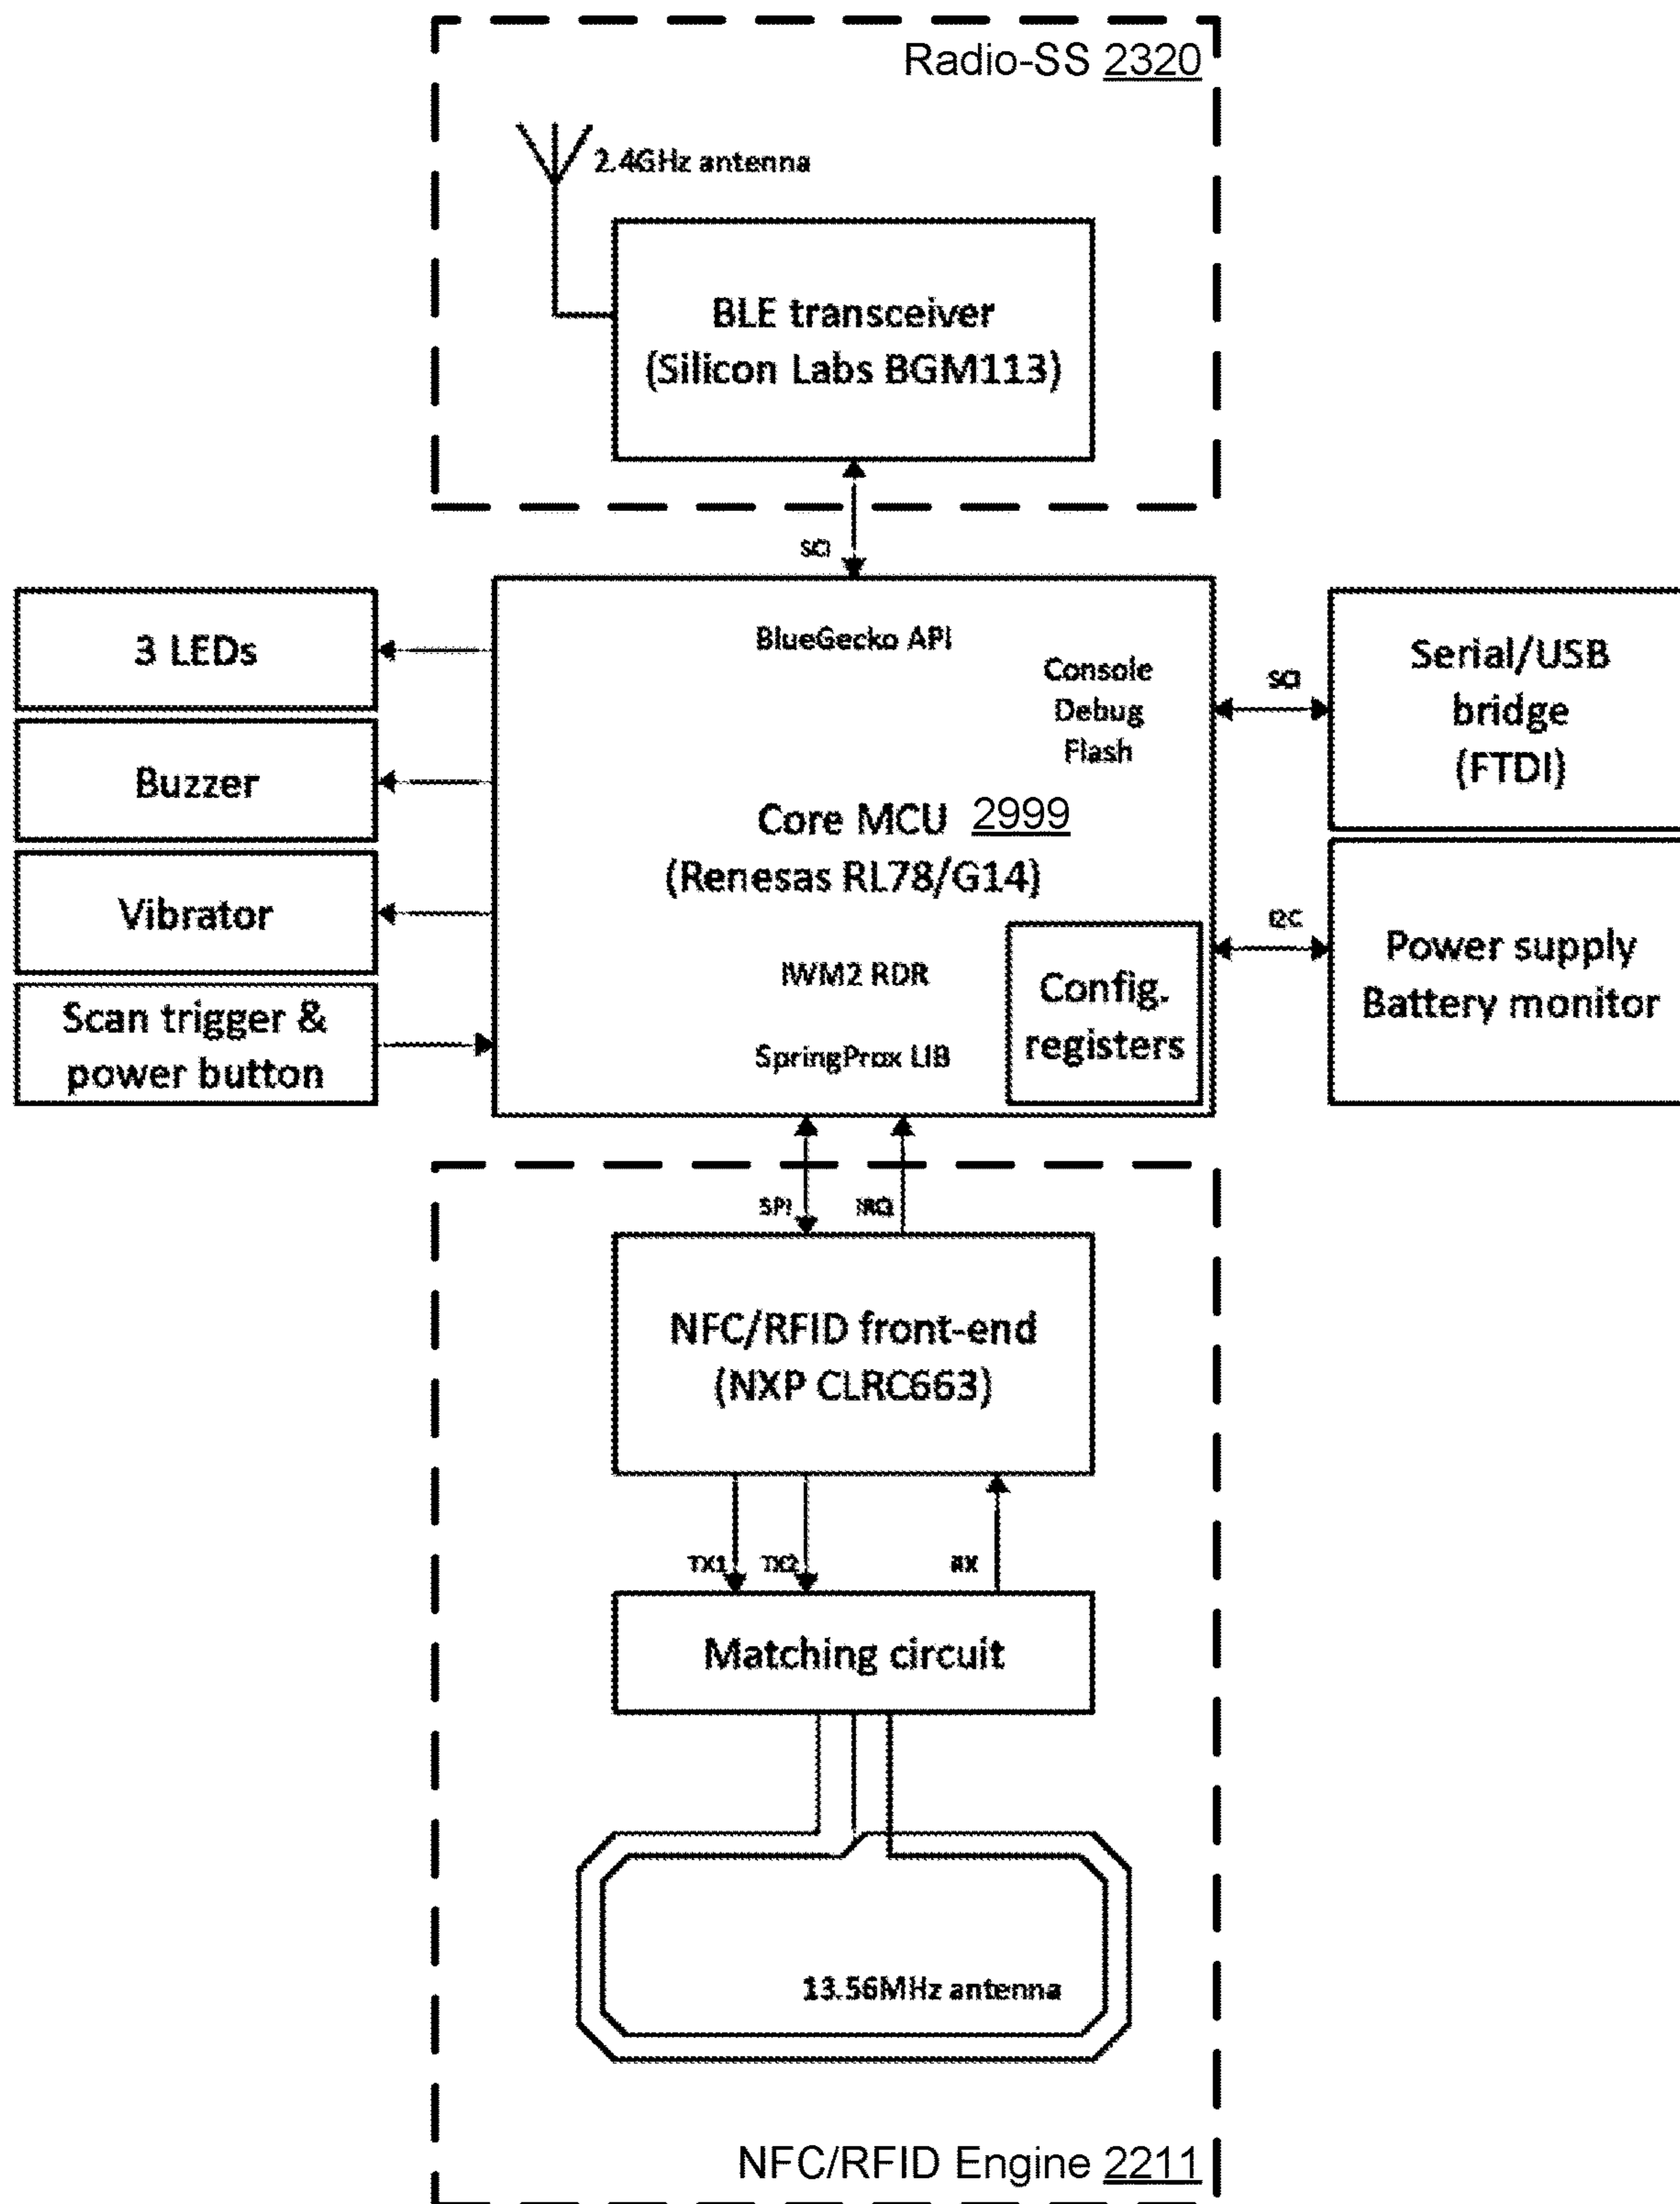 Radio-SS 2320
2.4GHz antenna
BLE transceiver
(Silicon Labs BGM113)
SCI
3 LEDs
Buzzer
Vibrator
Scan trigger &
power button
BlueGecko API
Console
Debug
Flash
Core MCU 2999
(Renesas RL78/G14)
IWM2 RDR
SpringProx LIB
Config.
registers
SCI
Serial/USB
bridge
(FTDI)
I2C
Power supply
Battery monitor
SPI
IRQ
NFC/RFID front-end
(NXP CLRC663)
TX1
TX2
RX
Matching circuit
13.56MHz antenna
NFC/RFID Engine 2211